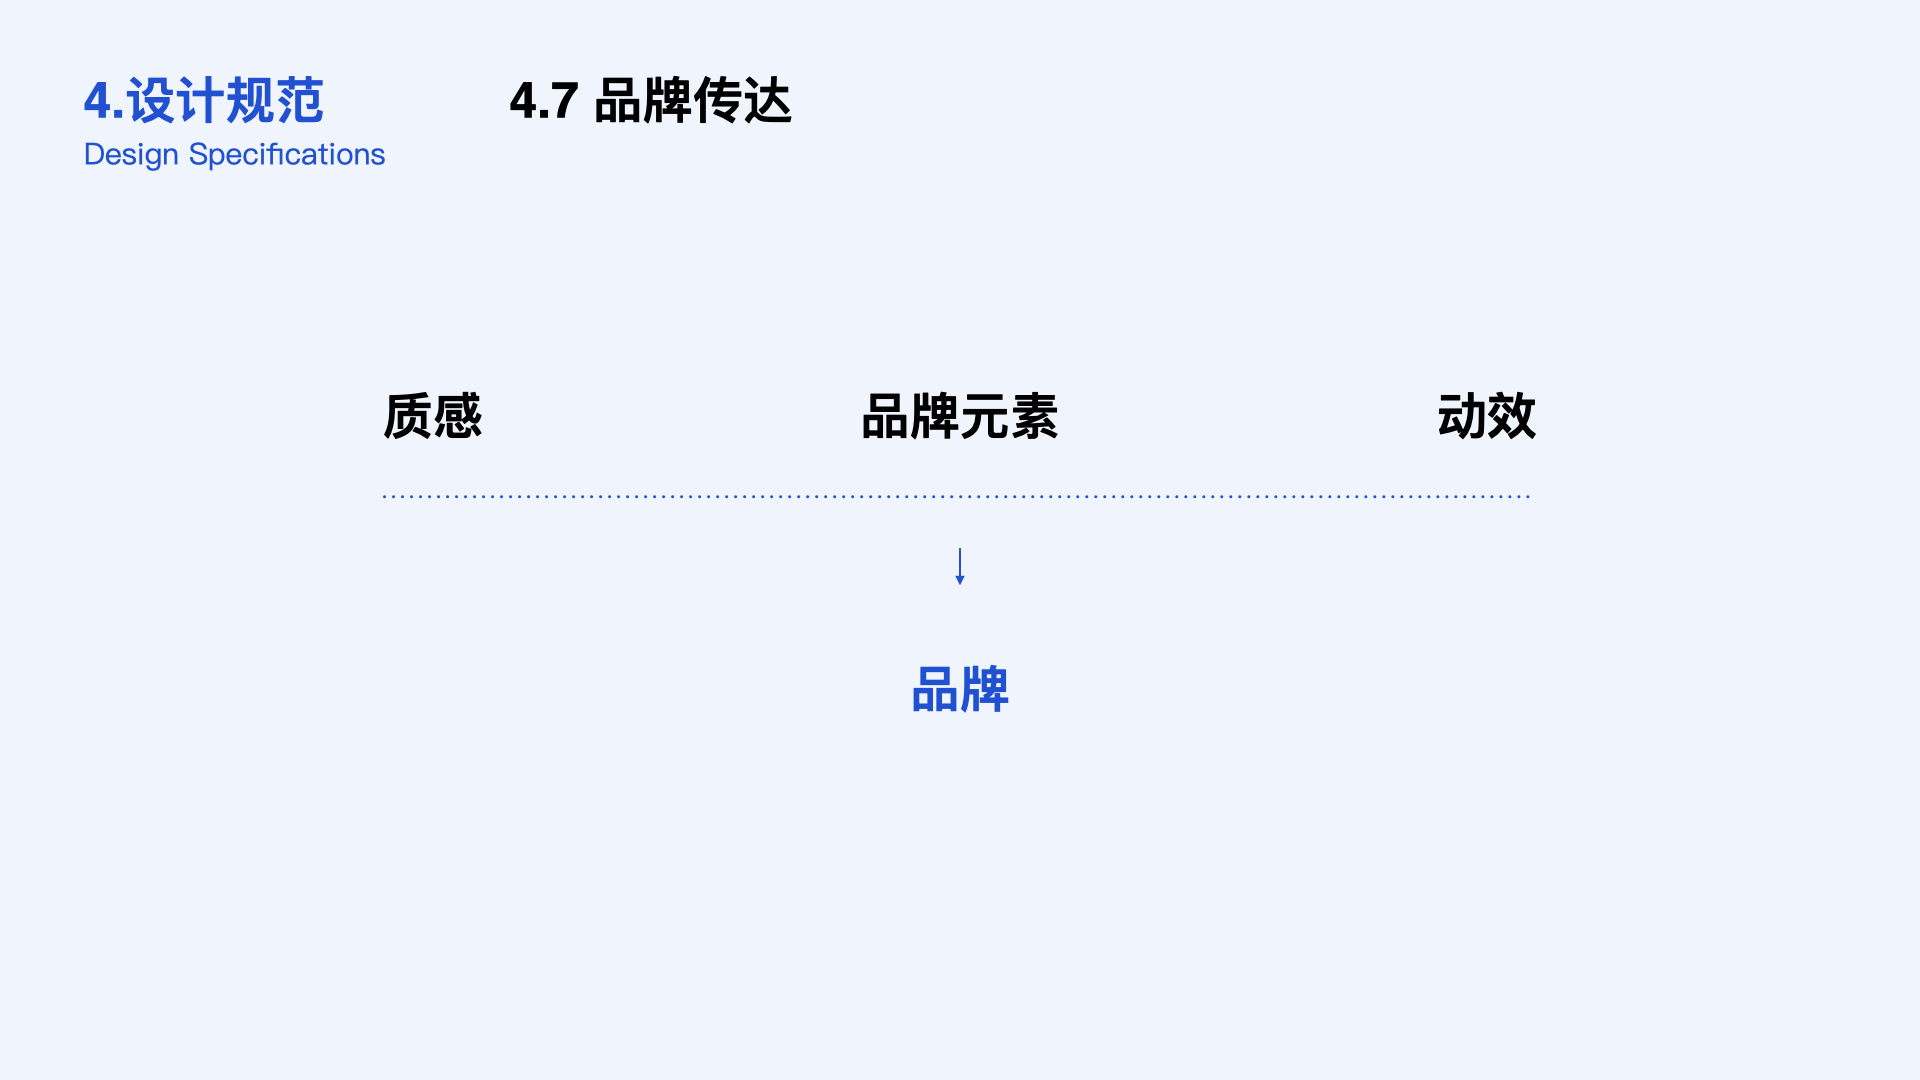 4.设计规范
Design Specifications
4.7 品牌传达
质感
品牌元素
动效
品牌